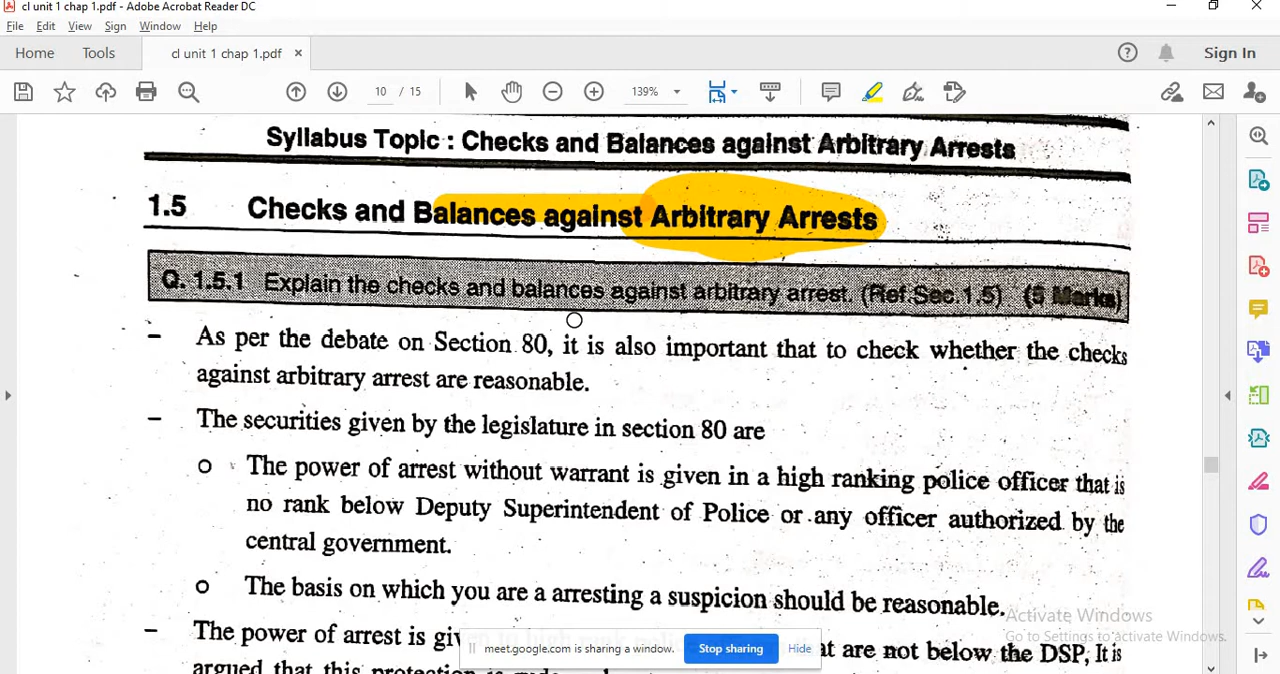 cl unit 1 chap 1.pdf - Adobe Acrobat Reader DC
File Edit View Sign Window Help
Home Tools cl unit 1 chap 1.pdf × Sign In
10 / 15 139%
Syllabus Topic : Checks and Balances against Arbitrary Arrests
1.5 Checks and Balances against Arbitrary Arrests
Q. 1.5.1 Explain the checks and balances against arbitrary arrest. (Ref.Sec.1.5) (5 Marks)
– As per the debate on Section 80, it is also important that to check whether the checks
against arbitrary arrest are reasonable.
– The securities given by the legislature in section 80 are
o The power of arrest without warrant is given in a high ranking police officer that is
no rank below Deputy Superintendent of Police or any officer authorized by the
central government.
o The basis on which you are a arresting a suspicion should be reasonable.
Activate Windows
Go to Settings to activate Windows.
– The power of arrest is giv
meet.google.com is sharing a window. Stop sharing Hide
at are not below the DSP, It is
argued that this protection is